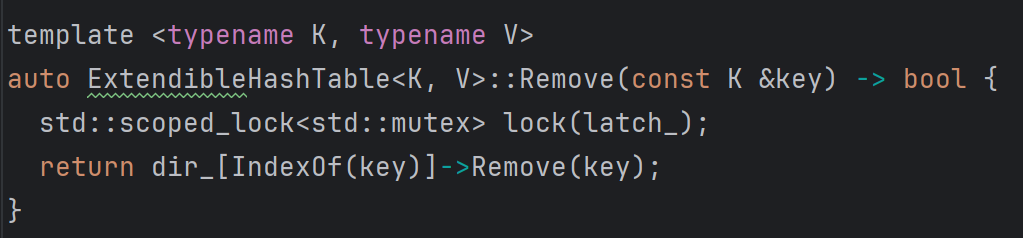 template <typename K, typename V>
auto ExtendibleHashTable<K, V>::Remove(const K &key) -> bool {
  std::scoped_lock<std::mutex> lock(latch_);
  return dir_[IndexOf(key)]->Remove(key);
}